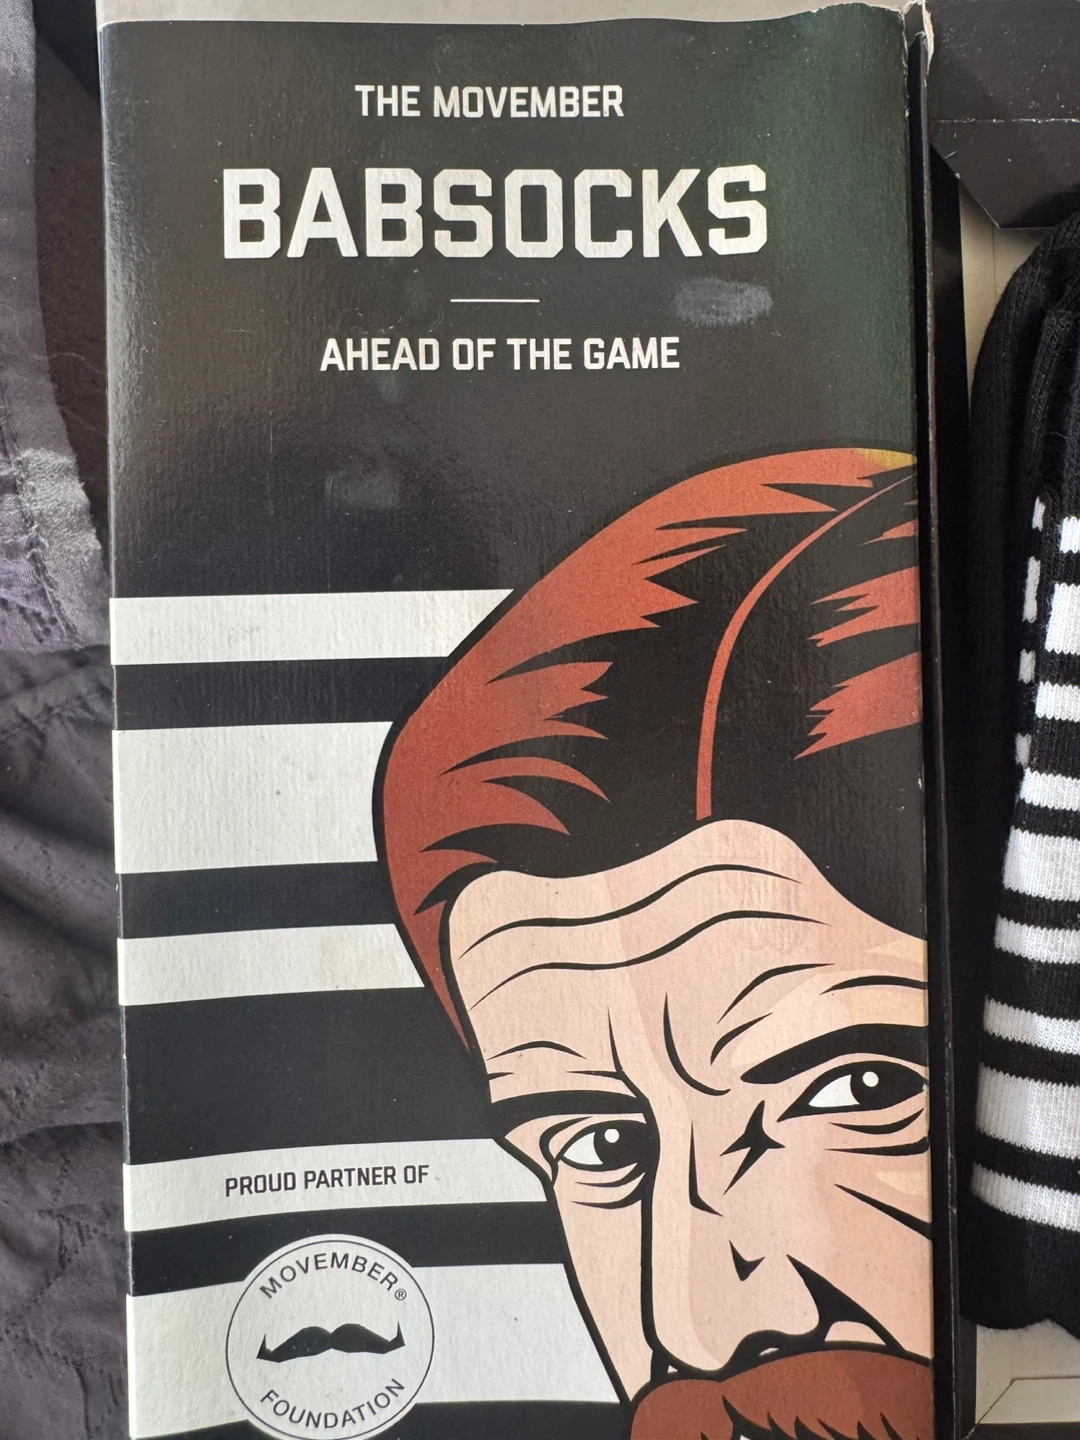 THE MOVEMBER
BABSOCKS
AHEAD OF THE GAME
PROUD PARTNER OF
MOVEMBER®
FOUNDATION